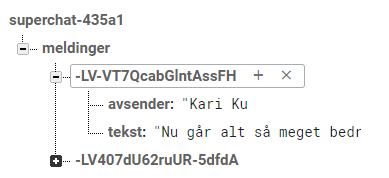 superchat-435a1
meldinger
-LV-VT7QcabGlntAssFH + ×
avsender: "Kari Ku
tekst: "Nu går alt så meget bedr
-LV407dU62ruUR-5dfdA